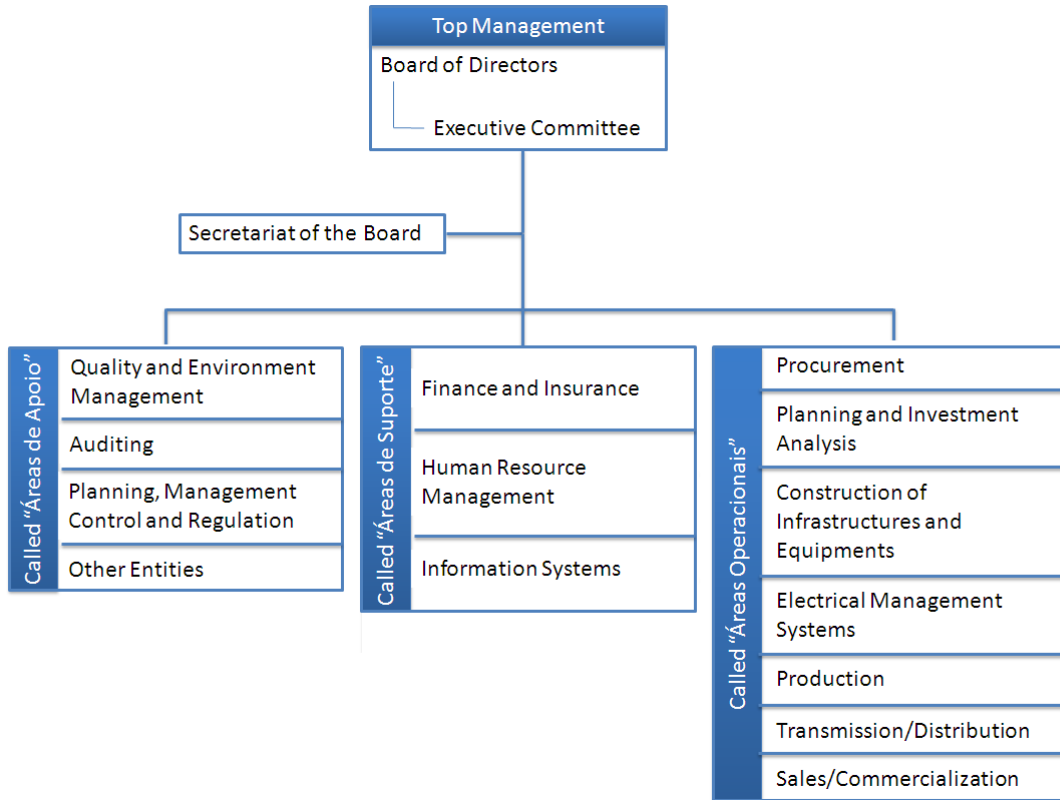 Top Management
Board of Directors
Executive Committee
Secretariat of the Board
Called “Áreas de Apoio”
Quality and Environment
Management
Auditing
Planning, Management
Control and Regulation
Other Entities
Called “Áreas de Suporte”
Finance and Insurance
Human Resource
Management
Information Systems
Called “Áreas Operacionais”
Procurement
Planning and Investment
Analysis
Construction of
Infrastructures and
Equipments
Electrical Management
Systems
Production
Transmission/Distribution
Sales/Commercialization